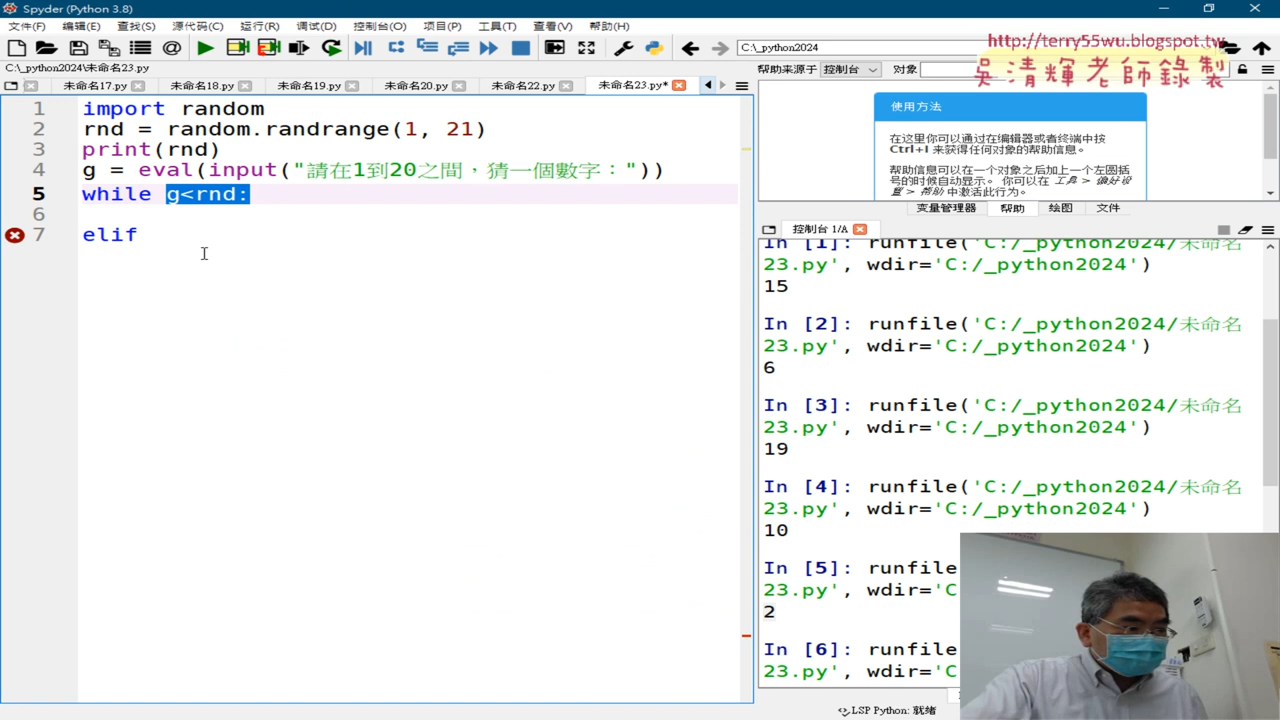 Spyder (Python 3.8)
文件(F) 编辑(E) 查找(S) 源代码(C) 运行(R) 调试(D) 控制台(O) 项目(P) 工具(T) 查看(V) 帮助(H)
C:\_python2024
http://terry55wu.blogspot.tw
吳清輝老師錄製
C:\_python2024\未命名23.py
未命名17.py 未命名18.py 未命名19.py 未命名20.py 未命名22.py 未命名23.py*
帮助来源于 控制台 对象
1 import random
2 rnd = random.randrange(1, 21)
3 print(rnd)
4 g = eval(input("請在1到20之間，猜一個數字："))
5 while g<rnd:
6
7 elif
使用方法
在这里你可以通过在编辑器或者终端中按
Ctrl+I 来获得任何对象的帮助信息。
帮助信息可以在一个对象之后加上一个左圆括
号的时候自动显示。 你可以在 工具 > 偏好设
置 > 帮助 中激活此行为。
变量管理器 帮助 绘图 文件
控制台 1/A
In [1]: runfile('C:/_python2024/未命名
23.py', wdir='C:/_python2024')
15
In [2]: runfile('C:/_python2024/未命名
23.py', wdir='C:/_python2024')
6
In [3]: runfile('C:/_python2024/未命名
23.py', wdir='C:/_python2024')
19
In [4]: runfile('C:/_python2024/未命名
23.py', wdir='C:/_python2024')
10
In [5]: runfile
23.py', wdir='C
2
In [6]: runfile
23.py', wdir='C
LSP Python: 就绪